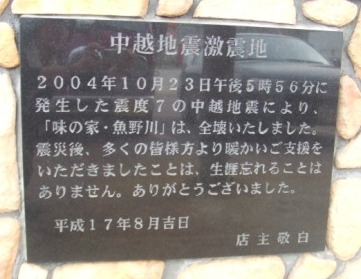 中越地震激震地
2004年10月23日午後5時56分に
発生した震度7の中越地震により、
「味の家・魚野川」は、全壊いたしました。
震災後、多くの皆様方より暖かいご支援を
いただきましたことは、生涯忘れることは
ありません。ありがとうございました。
平成17年8月吉日
店主敬白